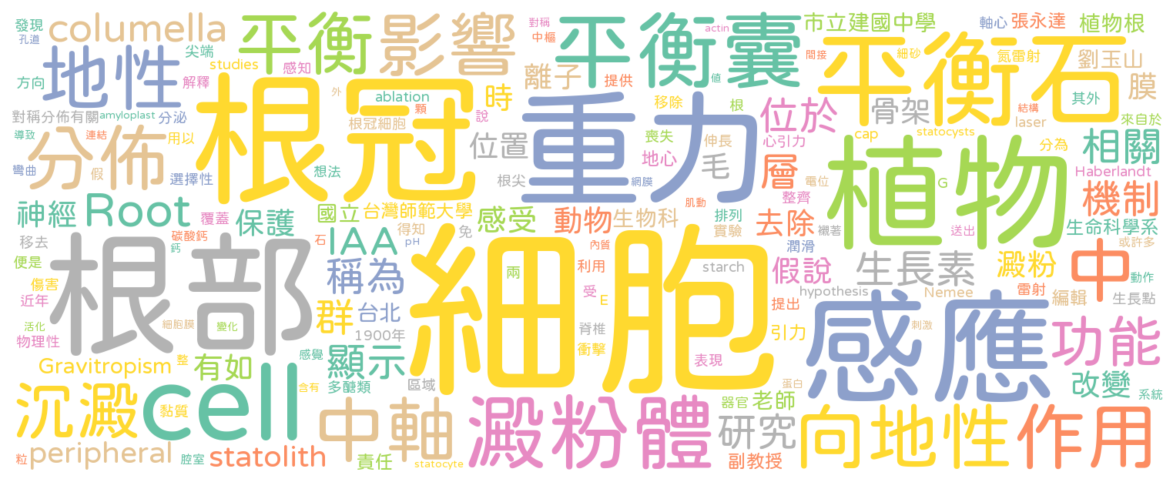 發現 columella 平衡 影響 平衡囊 市立建國中學 軸心 張永達 植物根
孔道 尖端 studies 感知 對稱 中樞 actin 間接 細砂 氮雷射 劉玉山
地性 方向 解釋 ablation 離子 提供 值 平衡石 膜
對稱分佈有關 amyloplast 分泌 外 顆 說 移除 根 位於 骨架 其外
導致 連結 用以 根冠細胞 時 重力 喪失 伸長 心引力 cap statocysts laser 結構 來自於
分佈 根冠 位置 毛 地心 層 植物 分為 相關
彎曲 假 選擇性 想法 根尖 網膜 電位 G Haberlandt
神經 Root 覆蓋 保護 國立台灣師範大學 感受 動物 生物科 肌動 排列 整齊 去除 機制
移去 碳酸鈣 鈣 石 得知 免 實驗 潤滑 纖著 送出 生命科學系
根部 IAA pH 細胞 內質 兩 利用 starch 假說 生長素 澱粉 中 或許多
便是 稱為 受 E hypothesis Nemee 雷射 編輯 動作
傷害 近年 群 台北 1900年 脊椎 提出 引力 感應 刺激 生長點
活化 物理性 細胞膜 變化 感覺 顯示 衝擊 表現 功能
Gravitropism 整 有如 含有 多醣類 區域 蛋白 器官 老師 改變 系統
沉澱 黏質 cell 中軸 澱粉體 研究 向地性 作用
粒 peripheral 腔室 statolith 責任 statocyte 副教授